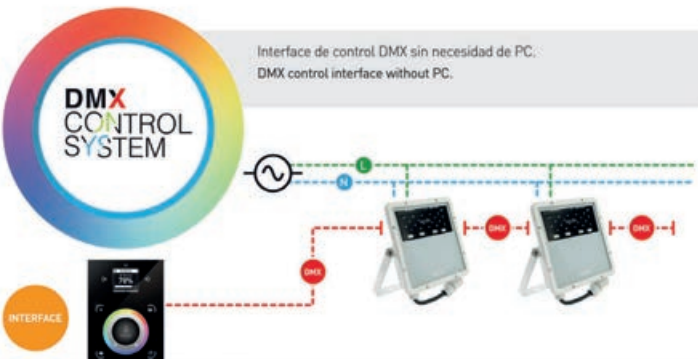 Interface de control DMX sin necesidad de PC.
DMX control interface without PC.
DMX
CONTROL
SYSTEM
L
N
DMX
DMX
DMX
INTERFACE
70%